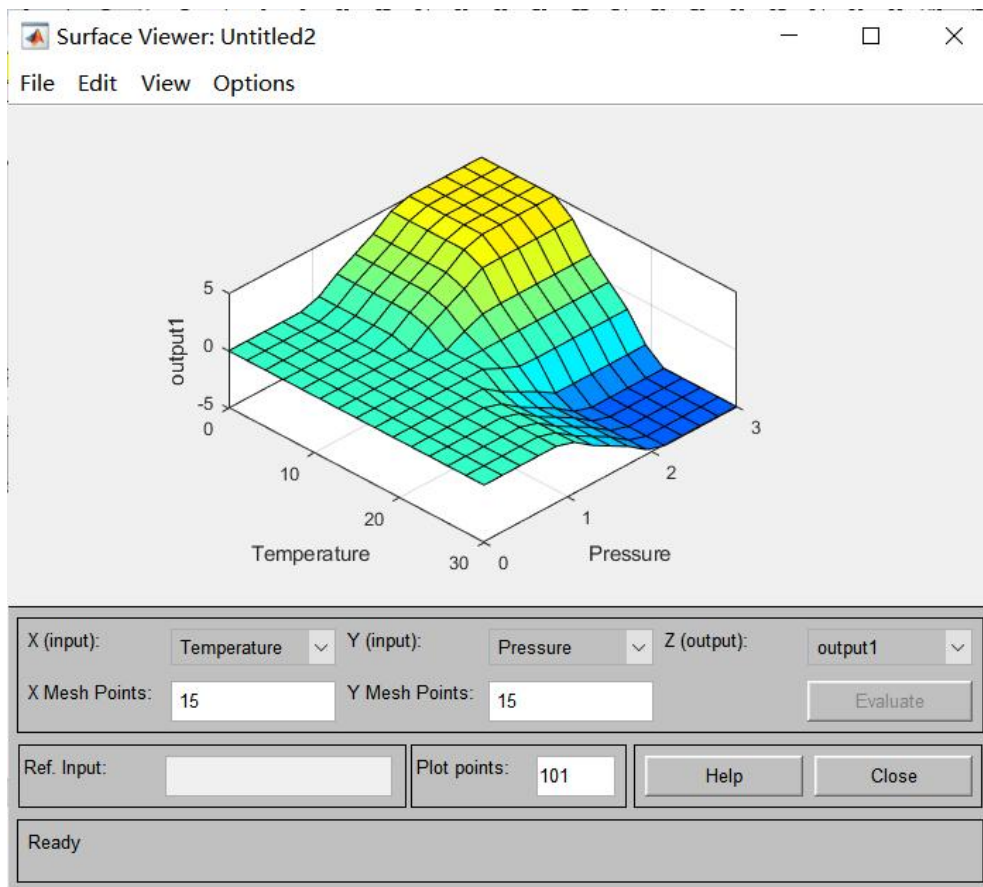 Surface Viewer: Untitled2
File Edit View Options
5
0
-5
output1
0
10
20
30
Temperature
0
1
2
3
Pressure
X (input): Temperature Y (input): Pressure Z (output): output1
X Mesh Points: 15 Y Mesh Points: 15 Evaluate
Ref. Input: Plot points: 101 Help Close
Ready